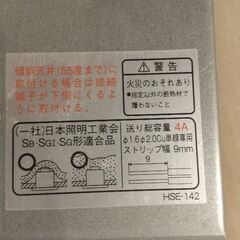 傾斜天井(55度まで)に
取付ける場合は接続
端子が下側にくるよ
うに取付ける。
⚠ 警告
火災のおそれあり
•指定以外の断熱材で
覆わないこと
(一社)日本照明工業会
SB・SGI・SG形適合品
送り総容量 4A
φ1.6φ2.0Cu単線専用
ストリップ幅 9mm
9
HSE-142